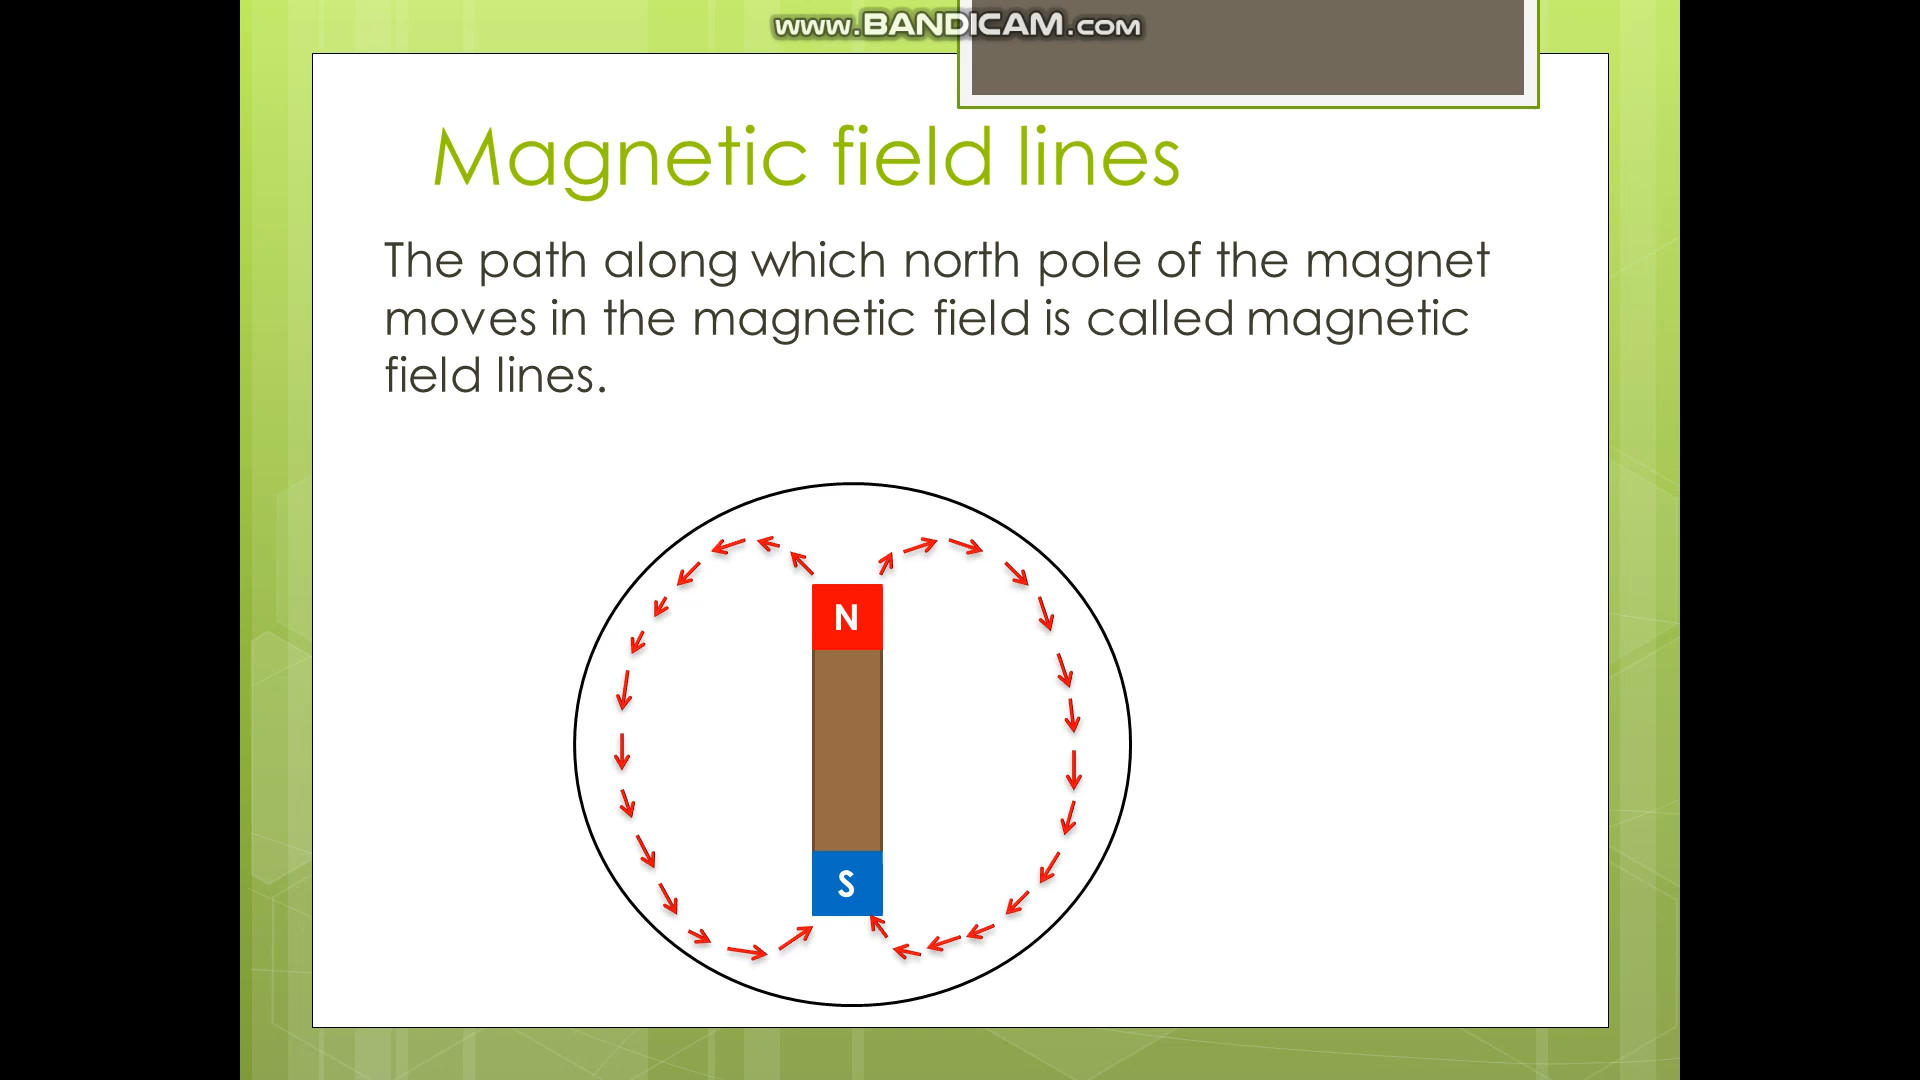 www.BANDICAM.com
Magnetic field lines
The path along which north pole of the magnet
moves in the magnetic field is called magnetic
field lines.
N
S